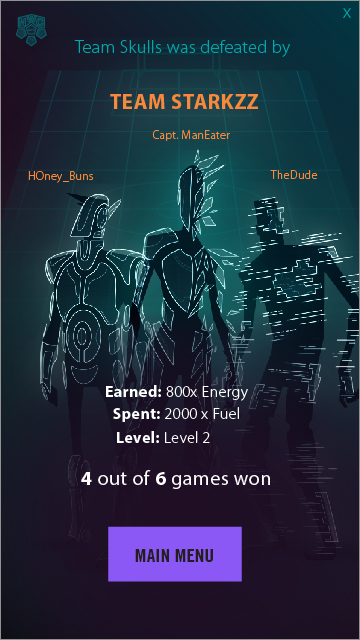 X
Team Skulls was defeated by
TEAM STARKZZ
Capt. ManEater
HOney_Buns
TheDude
Earned: 800x Energy
Spent: 2000 x Fuel
Level: Level 2
4 out of 6 games won
MAIN MENU